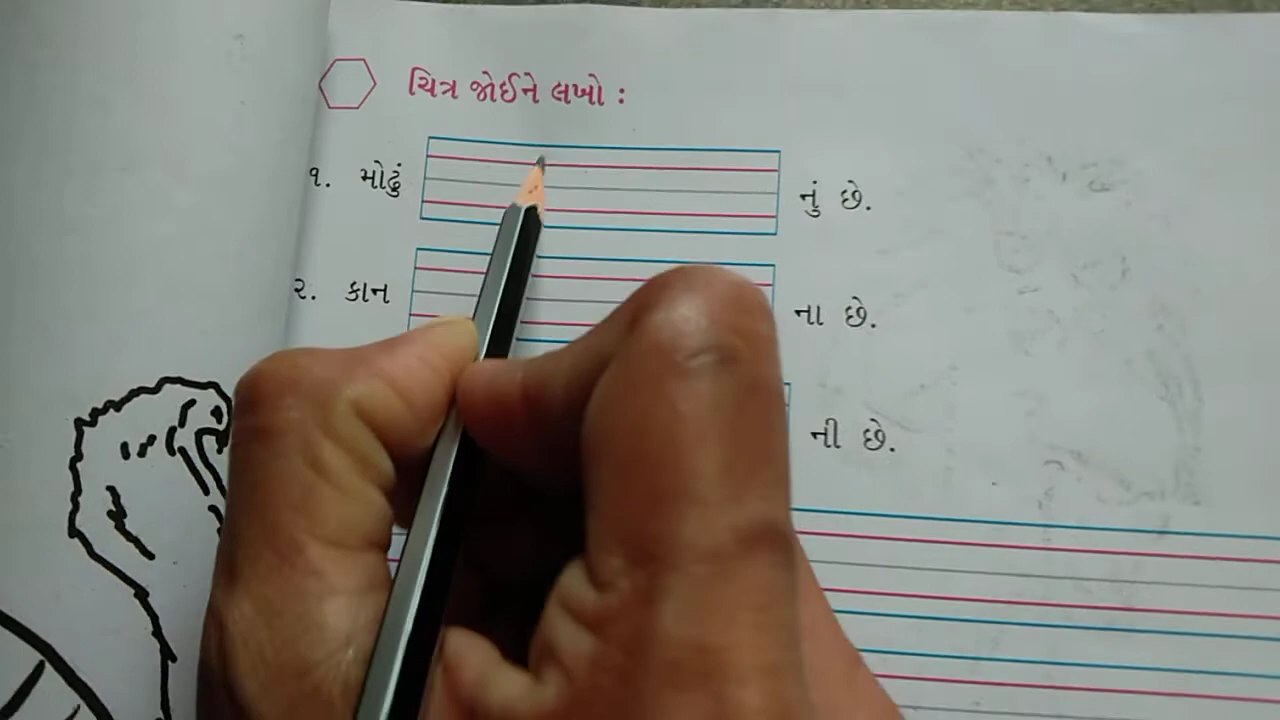 ચિત્ર જોઈને લખો :
૧. મોઢું નું છે.
૨. કાન ના છે.
ની છે.